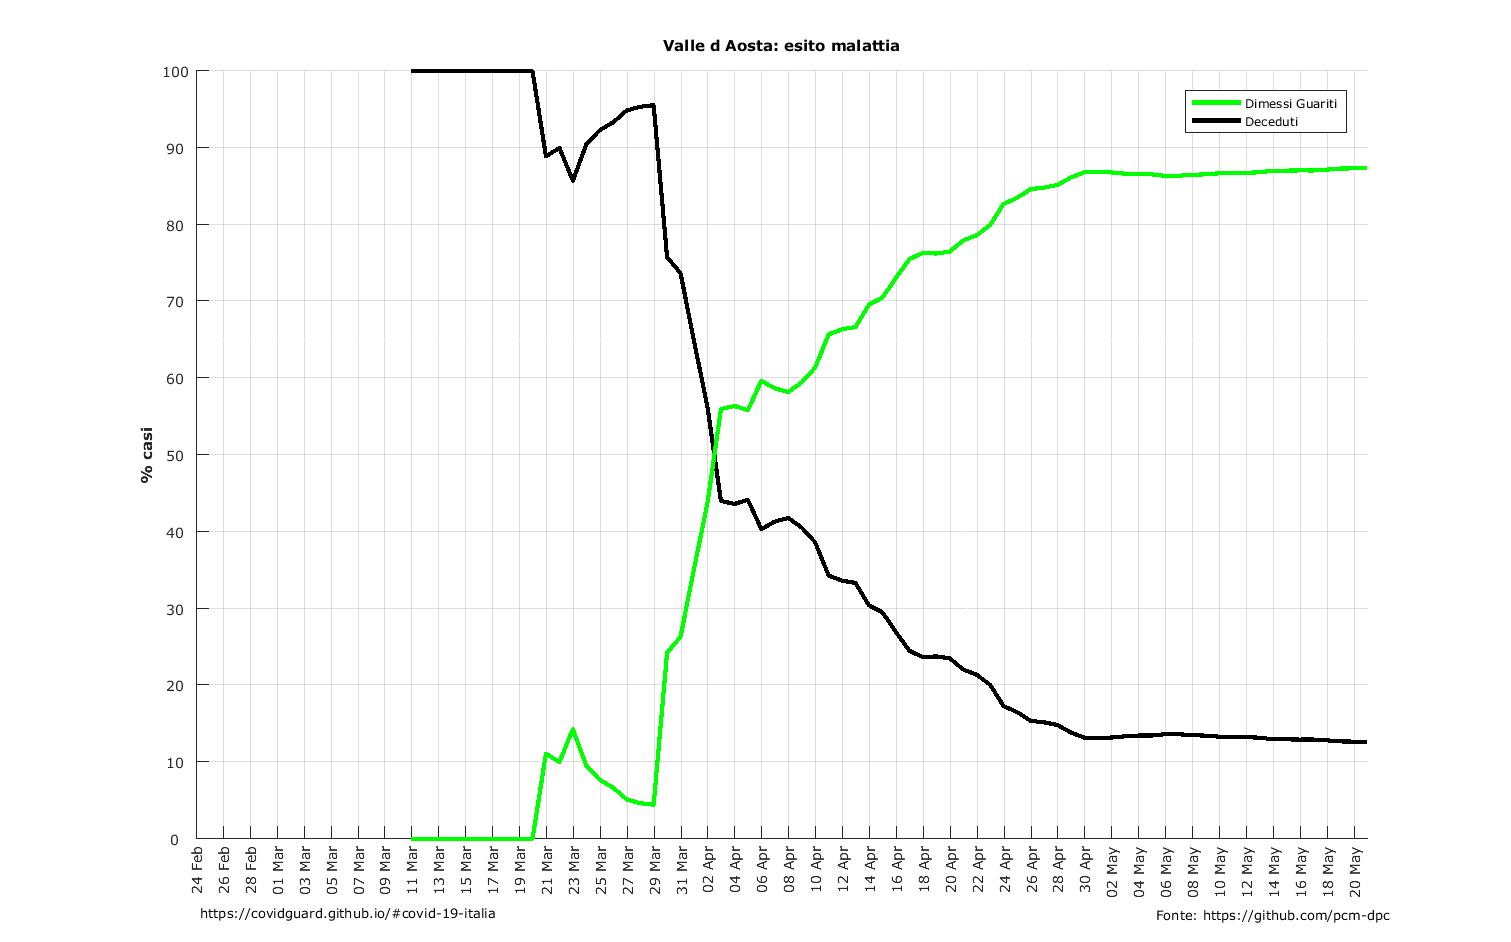 Valle d Aosta: esito malattia
100
90
80
70
60
50
40
30
20
10
0
% casi
Dimessi Guariti
Deceduti
24 Feb
26 Feb
28 Feb
01 Mar
03 Mar
05 Mar
07 Mar
09 Mar
11 Mar
13 Mar
15 Mar
17 Mar
19 Mar
21 Mar
23 Mar
25 Mar
27 Mar
29 Mar
31 Mar
02 Apr
04 Apr
06 Apr
08 Apr
10 Apr
12 Apr
14 Apr
16 Apr
18 Apr
20 Apr
22 Apr
24 Apr
26 Apr
28 Apr
30 Apr
02 May
04 May
06 May
08 May
10 May
12 May
14 May
16 May
18 May
20 May
https://covidguard.github.io/#covid-19-italia
Fonte: https://github.com/pcm-dpc